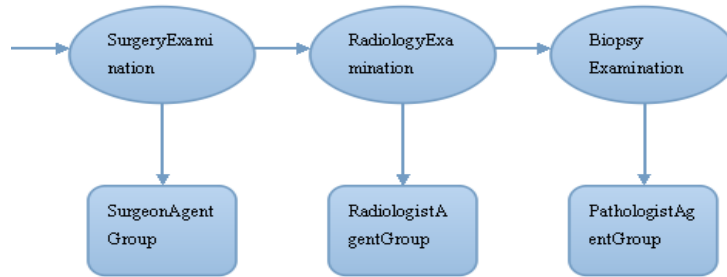 SurgeryExami
nation
RadiologyExa
mination
Biopsy
Examination
SurgeonAgent
Group
RadiologistA
gentGroup
PathologistAg
entGroup